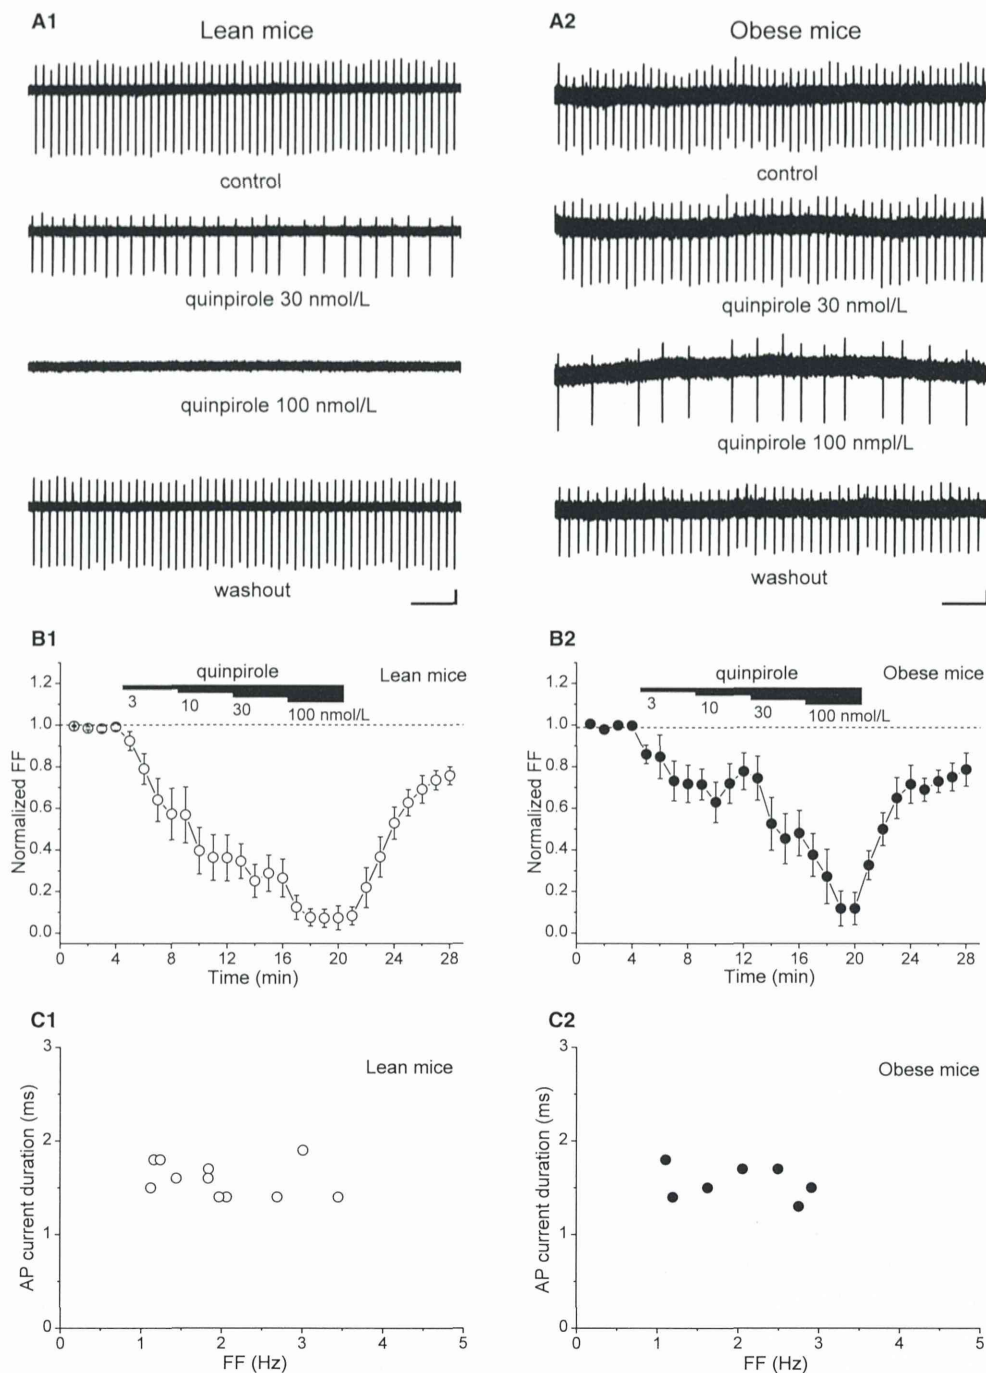 A1
Lean mice
control
quinpirole 30 nmol/L
quinpirole 100 nmol/L
washout
A2
Obese mice
control
quinpirole 30 nmol/L
quinpirole 100 nmpl/L
washout
B1
quinpirole
Lean mice
3
10
30
100 nmol/L
Normalized FF
1.2
1.0
0.8
0.6
0.4
0.2
0.0
0 4 8 12 16 20 24 28
Time (min)
B2
quinpirole
Obese mice
3
10
30
100 nmol/L
Normalized FF
1.2
1.0
0.8
0.6
0.4
0.2
0.0
0 4 8 12 16 20 24 28
Time (min)
C1
Lean mice
AP current duration (ms)
3
2
1
0
0 1 2 3 4 5
FF (Hz)
C2
Obese mice
AP current duration (ms)
3
2
1
0
0 1 2 3 4 5
FF (Hz)